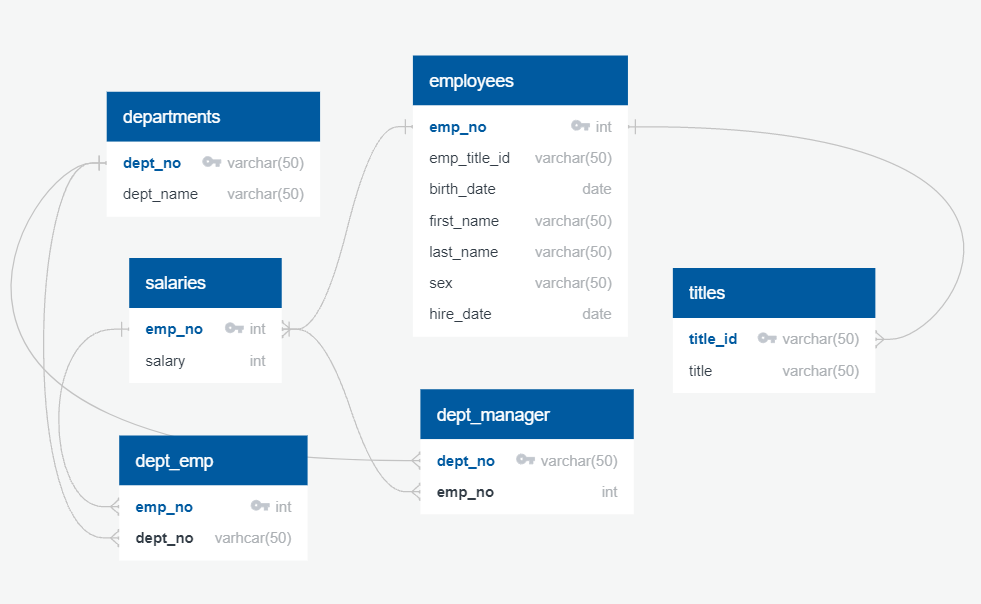 departments
dept_no varchar(50)
dept_name varchar(50)
employees
emp_no int
emp_title_id varchar(50)
birth_date date
first_name varchar(50)
last_name varchar(50)
sex varchar(50)
hire_date date
salaries
emp_no int
salary int
titles
title_id varchar(50)
title varchar(50)
dept_emp
emp_no int
dept_no varhcar(50)
dept_manager
dept_no varchar(50)
emp_no int